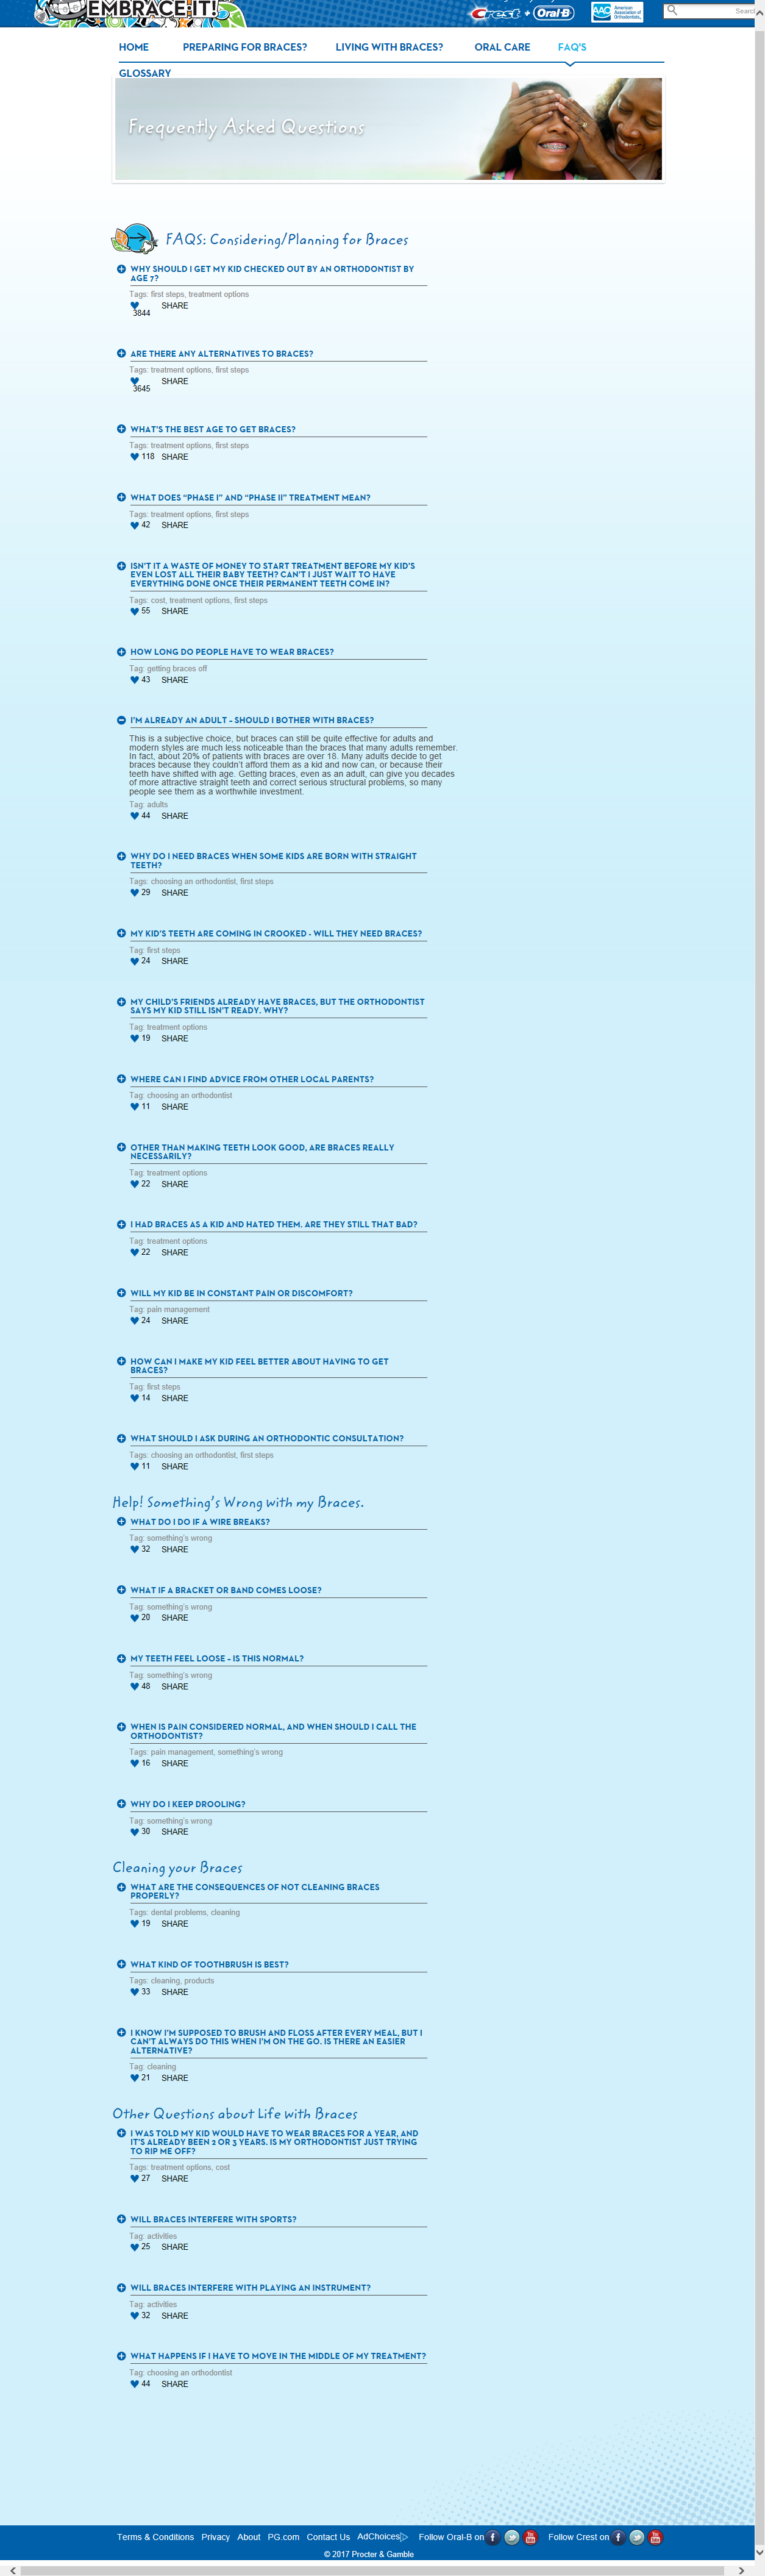 EMBRACE IT!
Crest + Oral-B
AAO American Association of Orthodontists.
Search
HOME PREPARING FOR BRACES? LIVING WITH BRACES? ORAL CARE FAQ'S
GLOSSARY
Frequently Asked Questions
FAQS: Considering/Planning for Braces
WHY SHOULD I GET MY KID CHECKED OUT BY AN ORTHODONTIST BY
AGE 7?
Tags: first steps, treatment options
SHARE
3844
ARE THERE ANY ALTERNATIVES TO BRACES?
Tags: treatment options, first steps
SHARE
3645
WHAT'S THE BEST AGE TO GET BRACES?
Tags: treatment options, first steps
118 SHARE
WHAT DOES "PHASE I" AND "PHASE II" TREATMENT MEAN?
Tags: treatment options, first steps
42 SHARE
ISN'T IT A WASTE OF MONEY TO START TREATMENT BEFORE MY KID'S
EVEN LOST ALL THEIR BABY TEETH? CAN'T I JUST WAIT TO HAVE
EVERYTHING DONE ONCE THEIR PERMANENT TEETH COME IN?
Tags: cost, treatment options, first steps
55 SHARE
HOW LONG DO PEOPLE HAVE TO WEAR BRACES?
Tag: getting braces off
43 SHARE
I'M ALREADY AN ADULT - SHOULD I BOTHER WITH BRACES?
This is a subjective choice, but braces can still be quite effective for adults and
modern styles are much less noticeable than the braces that many adults remember.
In fact, about 20% of patients with braces are over 18. Many adults decide to get
braces because they couldn't afford them as a kid and now can, or because their
teeth have shifted with age. Getting braces, even as an adult, can give you decades
of more attractive straight teeth and correct serious structural problems, so many
people see them as a worthwhile investment.
Tag: adults
44 SHARE
WHY DO I NEED BRACES WHEN SOME KIDS ARE BORN WITH STRAIGHT
TEETH?
Tags: choosing an orthodontist, first steps
29 SHARE
MY KID'S TEETH ARE COMING IN CROOKED - WILL THEY NEED BRACES?
Tag: first steps
24 SHARE
MY CHILD'S FRIENDS ALREADY HAVE BRACES, BUT THE ORTHODONTIST
SAYS MY KID STILL ISN'T READY. WHY?
Tag: treatment options
19 SHARE
WHERE CAN I FIND ADVICE FROM OTHER LOCAL PARENTS?
Tag: choosing an orthodontist
11 SHARE
OTHER THAN MAKING TEETH LOOK GOOD, ARE BRACES REALLY
NECESSARILY?
Tag: treatment options
22 SHARE
I HAD BRACES AS A KID AND HATED THEM. ARE THEY STILL THAT BAD?
Tag: treatment options
22 SHARE
WILL MY KID BE IN CONSTANT PAIN OR DISCOMFORT?
Tag: pain management
24 SHARE
HOW CAN I MAKE MY KID FEEL BETTER ABOUT HAVING TO GET
BRACES?
Tag: first steps
14 SHARE
WHAT SHOULD I ASK DURING AN ORTHODONTIC CONSULTATION?
Tags: choosing an orthodontist, first steps
11 SHARE
Help! Something's Wrong with my Braces.
WHAT DO I DO IF A WIRE BREAKS?
Tag: something's wrong
32 SHARE
WHAT IF A BRACKET OR BAND COMES LOOSE?
Tag: something's wrong
20 SHARE
MY TEETH FEEL LOOSE - IS THIS NORMAL?
Tag: something's wrong
48 SHARE
WHEN IS PAIN CONSIDERED NORMAL, AND WHEN SHOULD I CALL THE
ORTHODONTIST?
Tags: pain management, something's wrong
16 SHARE
WHY DO I KEEP DROOLING?
Tag: something's wrong
30 SHARE
Cleaning your Braces
WHAT ARE THE CONSEQUENCES OF NOT CLEANING BRACES
PROPERLY?
Tags: dental problems, cleaning
19 SHARE
WHAT KIND OF TOOTHBRUSH IS BEST?
Tags: cleaning, products
33 SHARE
I KNOW I'M SUPPOSED TO BRUSH AND FLOSS AFTER EVERY MEAL, BUT I
CAN'T ALWAYS DO THIS WHEN I'M ON THE GO. IS THERE AN EASIER
ALTERNATIVE?
Tag: cleaning
21 SHARE
Other Questions about Life with Braces
I WAS TOLD MY KID WOULD HAVE TO WEAR BRACES FOR A YEAR, AND
IT'S ALREADY BEEN 2 OR 3 YEARS. IS MY ORTHODONTIST JUST TRYING
TO RIP ME OFF?
Tags: treatment options, cost
27 SHARE
WILL BRACES INTERFERE WITH SPORTS?
Tag: activities
25 SHARE
WILL BRACES INTERFERE WITH PLAYING AN INSTRUMENT?
Tag: activities
32 SHARE
WHAT HAPPENS IF I HAVE TO MOVE IN THE MIDDLE OF MY TREATMENT?
Tag: choosing an orthodontist
44 SHARE
Terms & Conditions Privacy About PG.com Contact Us AdChoices Follow Oral-B on Follow Crest on
© 2017 Procter & Gamble